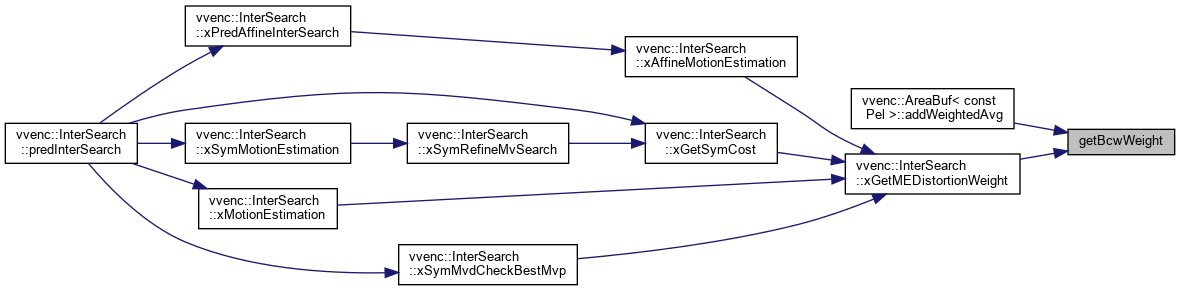 vvenc::InterSearch
::xPredAffineInterSearch
vvenc::InterSearch
::xAffineMotionEstimation
vvenc::AreaBuf< const
Pel >::addWeightedAvg
vvenc::InterSearch
::predInterSearch
vvenc::InterSearch
::xSymMotionEstimation
vvenc::InterSearch
::xSymRefineMvSearch
vvenc::InterSearch
::xGetSymCost
getBcwWeight
vvenc::InterSearch
::xGetMEDistortionWeight
vvenc::InterSearch
::xMotionEstimation
vvenc::InterSearch
::xSymMvdCheckBestMvp